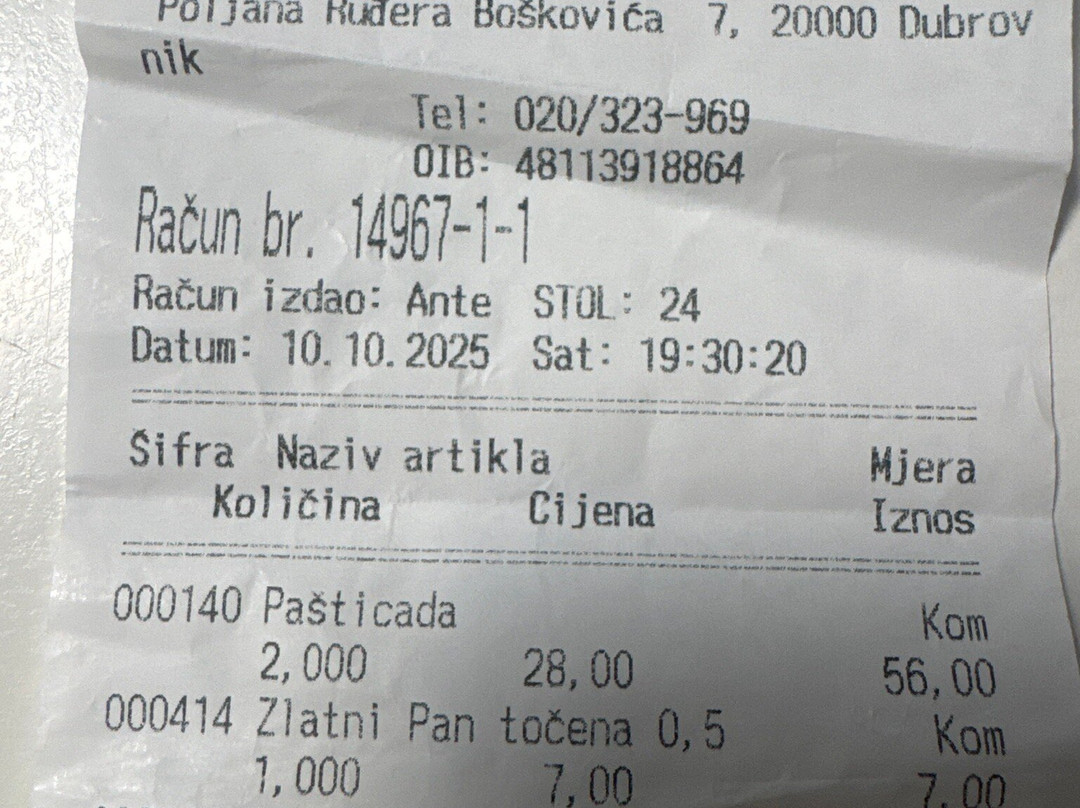 Poljana Ruđera Boškovića 7, 20000 Dubrov
nik
Tel: 020/323-969
OIB: 48113918864
Račun br. 14967-1-1
Račun izdao: Ante STOL: 24
Datum: 10.10.2025 Sat: 19:30:20
Šifra Naziv artikla Mjera
Količina Cijena Iznos
000140 Pašticada Kom
2,000 28,00 56,00
000414 Zlatni Pan točena 0,5 Kom
1,000 7,00 7,00